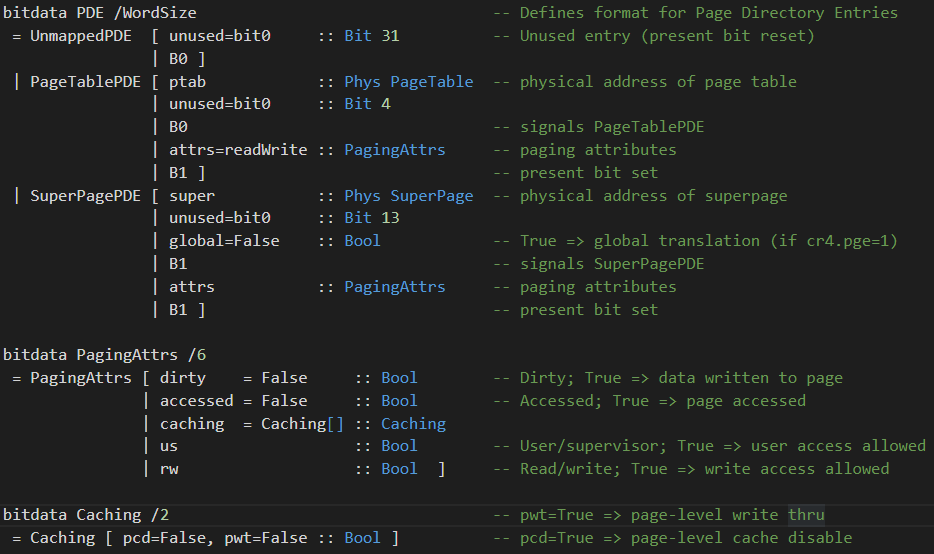 bitdata PDE /WordSize                                 -- Defines format for Page Directory Entries
 = UnmappedPDE  [ unused=bit0     :: Bit 31           -- Unused entry (present bit reset)
                | B0 ]
 | PageTablePDE [ ptab            :: Phys PageTable  -- physical address of page table
                | unused=bit0     :: Bit 4
                | B0                                  -- signals PageTablePDE
                | attrs=readWrite :: PagingAttrs      -- paging attributes
                | B1 ]                                -- present bit set
 | SuperPagePDE [ super           :: Phys SuperPage  -- physical address of superpage
                | unused=bit0     :: Bit 13
                | global=False    :: Bool             -- True => global translation (if cr4.pge=1)
                | B1                                  -- signals SuperPagePDE
                | attrs           :: PagingAttrs      -- paging attributes
                | B1 ]                                -- present bit set

bitdata PagingAttrs /6
 = PagingAttrs [ dirty    = False     :: Bool         -- Dirty; True => data written to page
               | accessed = False     :: Bool         -- Accessed; True => page accessed
               | caching  = Caching[] :: Caching
               | us                   :: Bool         -- User/supervisor; True => user access allowed
               | rw                   :: Bool  ]      -- Read/write; True => write access allowed

bitdata Caching /2                                    -- pwt=True => page-level write thru
 = Caching [ pcd=False, pwt=False :: Bool ]           -- pcd=True => page-level cache disable